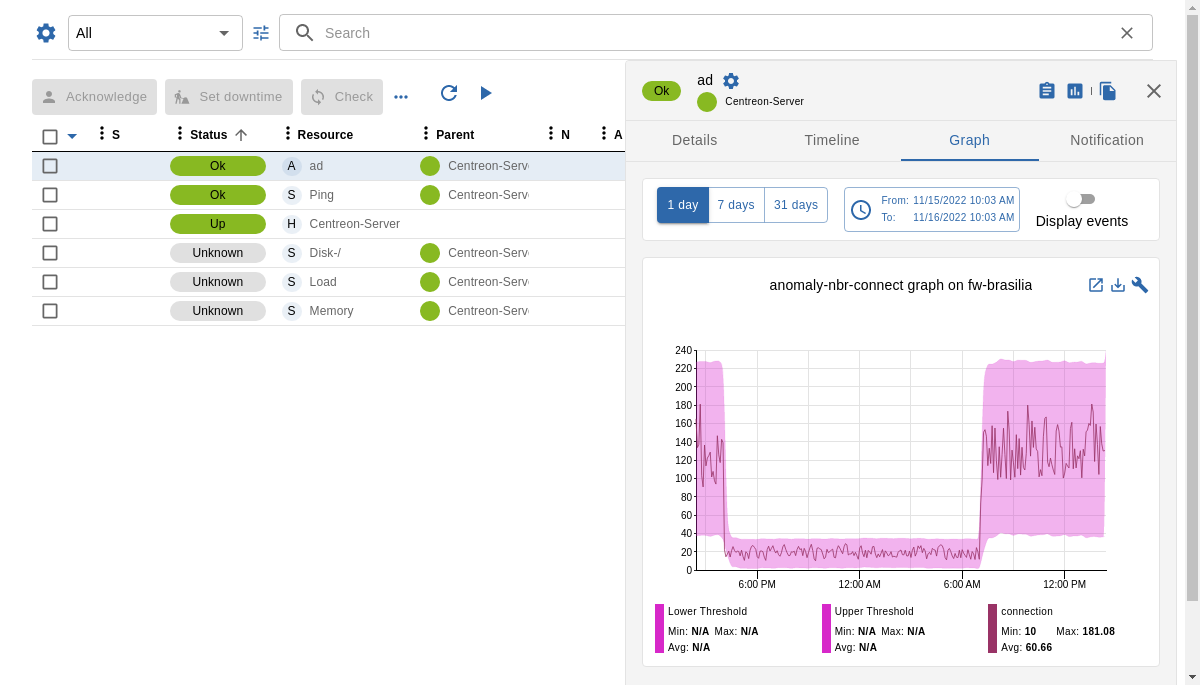 All
Search
Acknowledge
Set downtime
Check
S
Status
Resource
Parent
N
A
Ok
A
ad
Centreon-Serv
Ok
S
Ping
Centreon-Serv
Up
H
Centreon-Server
Unknown
S
Disk-/
Centreon-Serv
Unknown
S
Load
Centreon-Serv
Unknown
S
Memory
Centreon-Serv
Ok
ad
Centreon-Server
Details
Timeline
Graph
Notification
1 day
7 days
31 days
From: 11/15/2022 10:03 AM
To: 11/16/2022 10:03 AM
Display events
anomaly-nbr-connect graph on fw-brasilia
240
220
200
180
160
140
120
100
80
60
40
20
0
6:00 PM
12:00 AM
6:00 AM
12:00 PM
Lower Threshold
Min: N/A Max: N/A
Avg: N/A
Upper Threshold
Min: N/A Max: N/A
Avg: N/A
connection
Min: 10 Max: 181.08
Avg: 60.66